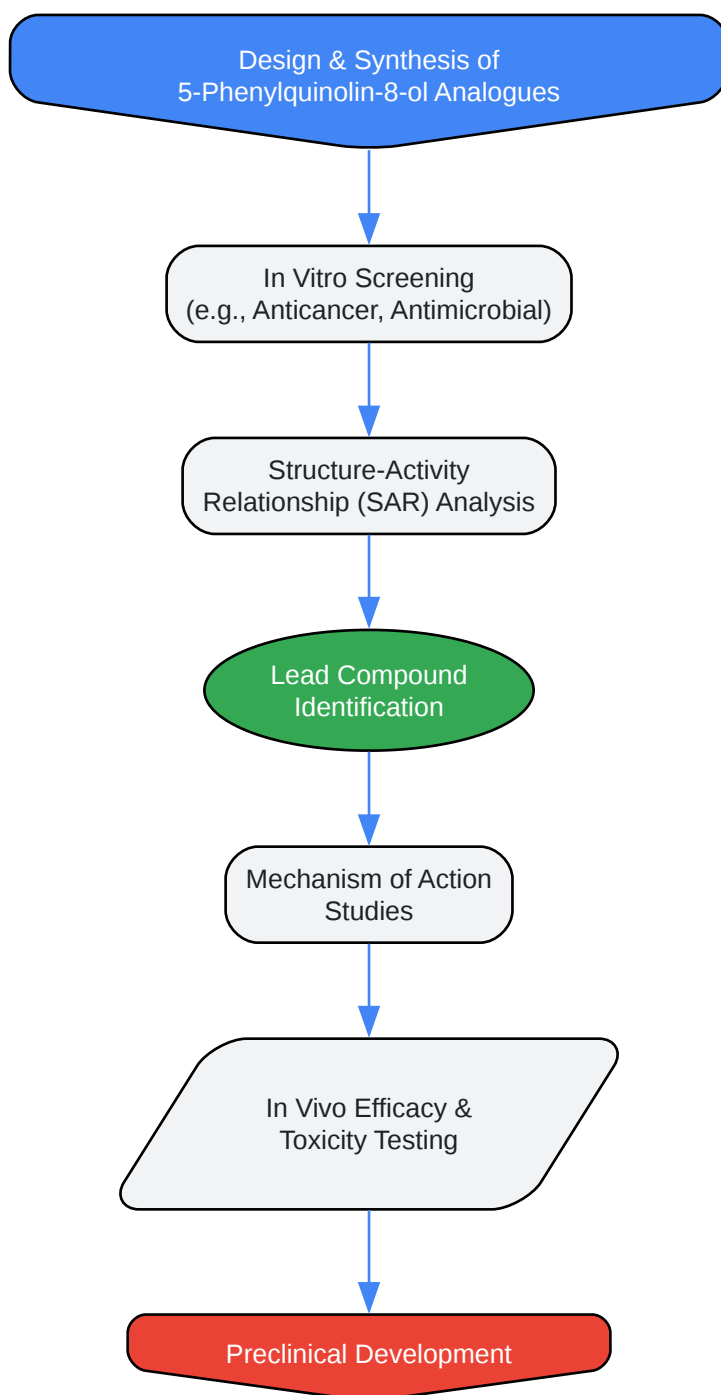 Design & Synthesis of
5-Phenylquinolin-8-ol Analogues
In Vitro Screening
(e.g., Anticancer, Antimicrobial)
Structure-Activity
Relationship (SAR) Analysis
Lead Compound
Identification
Mechanism of Action
Studies
In Vivo Efficacy &
Toxicity Testing
Preclinical Development